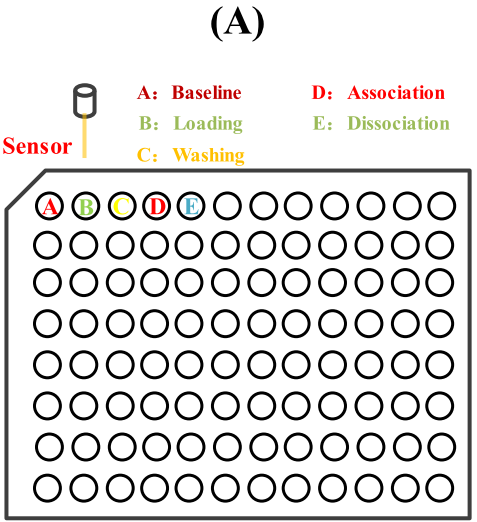 (A)
A: Baseline
D: Association
B: Loading
E: Dissociation
Sensor
C: Washing
A B C D E